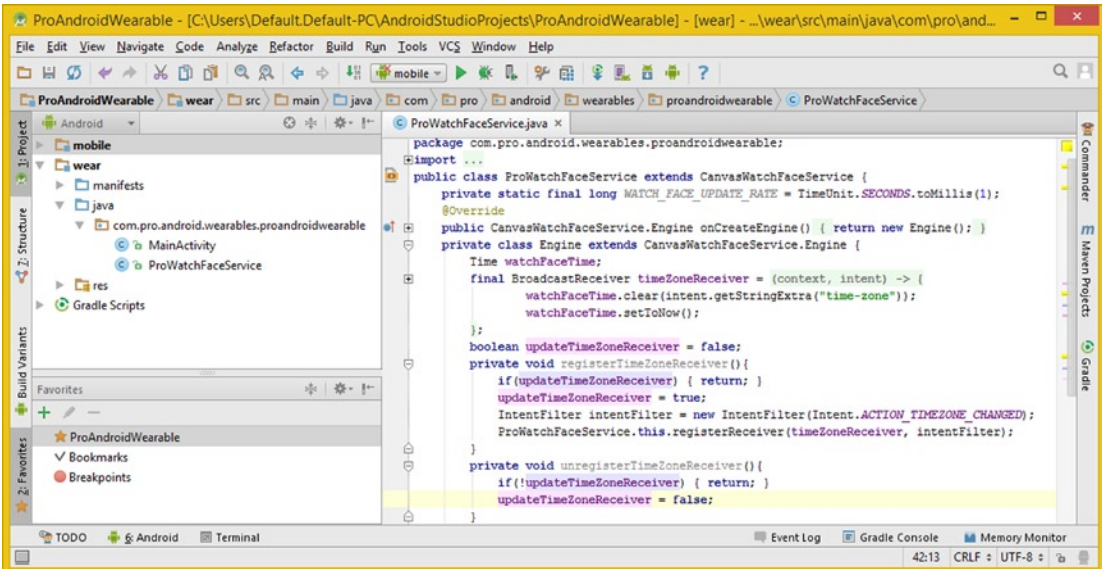 ProAndroidWearable - [C:\Users\Default.Default-PC\AndroidStudioProjects\ProAndroidWearable] - [wear] - ...\wear\src\main\java\com\pro\and...
File Edit View Navigate Code Analyze Refactor Build Run Tools VCS Window Help
mobile
ProAndroidWearable wear src main java com pro android wearables proandroidwearable ProWatchFaceService
1: Project
7: Structure
Build Variants
2: Favorites
Android
mobile
wear
manifests
java
com.pro.android.wearables.proandroidwearable
MainActivity
ProWatchFaceService
res
Gradle Scripts
Favorites
ProAndroidWearable
Bookmarks
Breakpoints
ProWatchFaceService.java
package com.pro.android.wearables.proandroidwearable;
import ...
public class ProWatchFaceService extends CanvasWatchFaceService {
private static final long WATCH_FACE_UPDATE_RATE = TimeUnit.SECONDS.toMillis(1);
@Override
public CanvasWatchFaceService.Engine onCreateEngine() { return new Engine(); }
private class Engine extends CanvasWatchFaceService.Engine {
Time watchFaceTime;
final BroadcastReceiver timeZoneReceiver = (context, intent) -> {
watchFaceTime.clear(intent.getStringExtra("time-zone"));
watchFaceTime.setToNow();
};
boolean updateTimeZoneReceiver = false;
private void registerTimeZoneReceiver(){
if(updateTimeZoneReceiver) { return; }
updateTimeZoneReceiver = true;
IntentFilter intentFilter = new IntentFilter(Intent.ACTION_TIMEZONE_CHANGED);
ProWatchFaceService.this.registerReceiver(timeZoneReceiver, intentFilter);
}
private void unregisterTimeZoneReceiver(){
if(!updateTimeZoneReceiver) { return; }
updateTimeZoneReceiver = false;
}
Commander
Maven Projects
Gradle
TODO 6: Android Terminal Event Log Gradle Console Memory Monitor
42:13 CRLF UTF-8